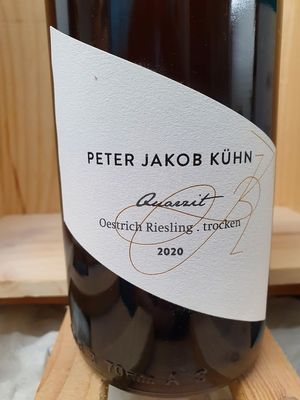 PETER JAKOB KÜHN
Quarzit
Oestrich Riesling . trocken
2020